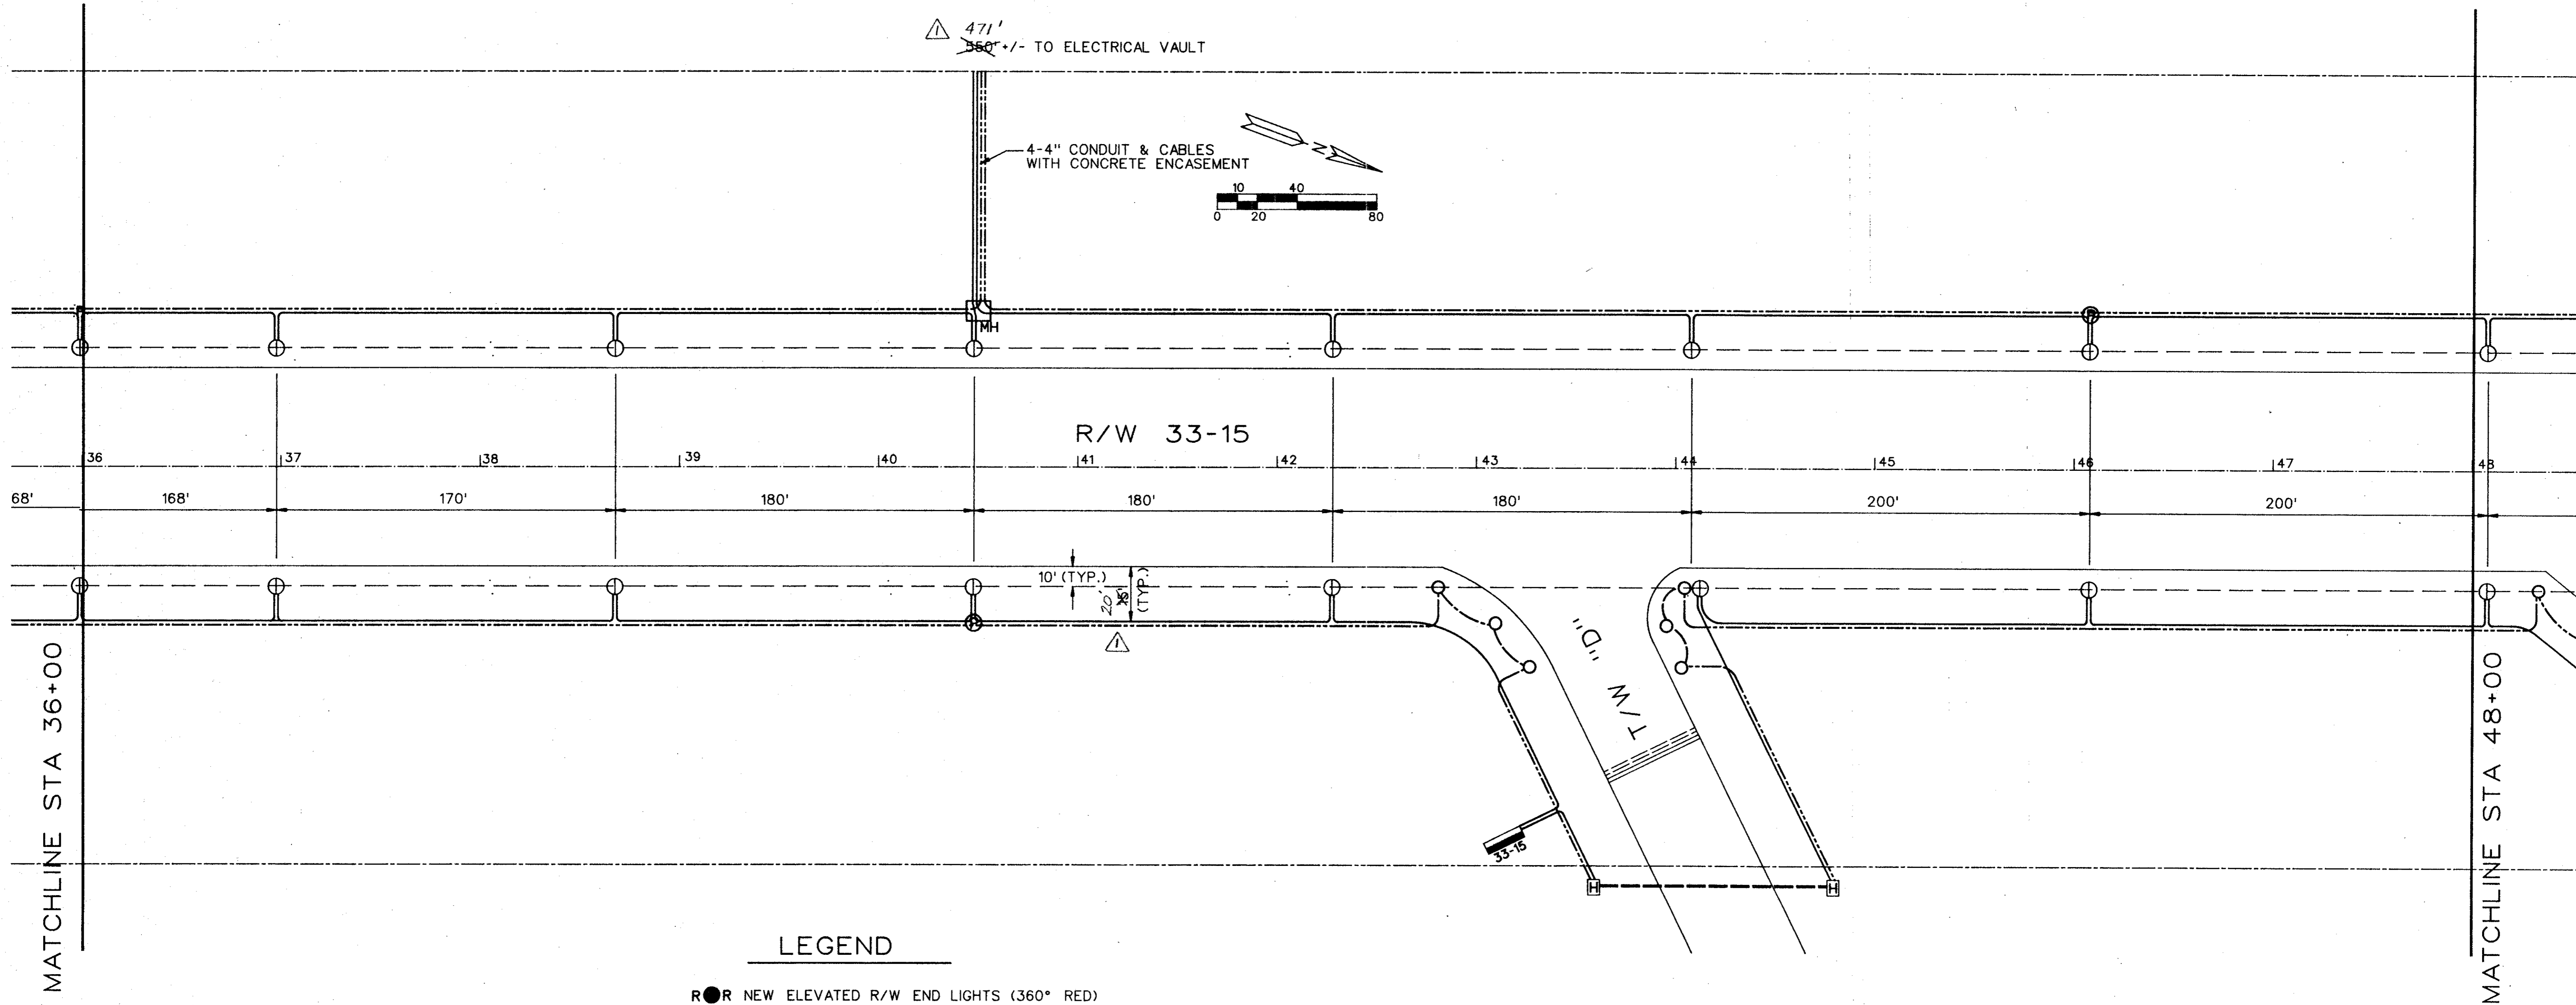 1 471'
550' +/- TO ELECTRICAL VAULT
4-4" CONDUIT & CABLES
WITH CONCRETE ENCASEMENT
N
10 40
0 20 80
MH
R/W 33-15
36 37 38 39 40 41 42 43 44 45 46 47 48
68' 168' 170' 180' 180' 180' 200' 200'
10' (TYP.)
20'
15'
(TYP.)
1
T/W "D"
33-15
H H
MATCHLINE STA 36+00
MATCHLINE STA 48+00
LEGEND
R R NEW ELEVATED R/W END LIGHTS (360° RED)